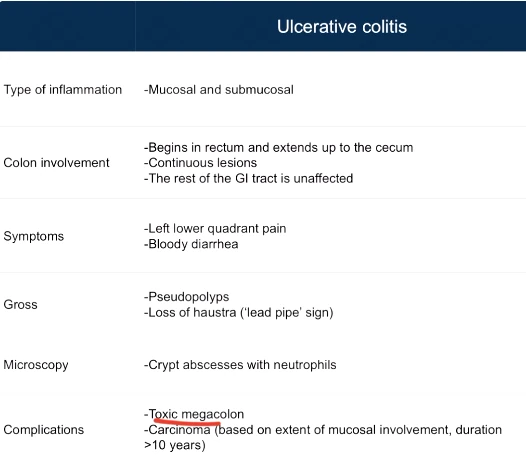 Ulcerative colitis
Type of inflammation
-Mucosal and submucosal
Colon involvement
-Begins in rectum and extends up to the cecum
-Continuous lesions
-The rest of the GI tract is unaffected
Symptoms
-Left lower quadrant pain
-Bloody diarrhea
Gross
-Pseudopolyps
-Loss of haustra (‘lead pipe’ sign)
Microscopy
-Crypt abscesses with neutrophils
Complications
-Toxic megacolon
-Carcinoma (based on extent of mucosal involvement, duration
>10 years)